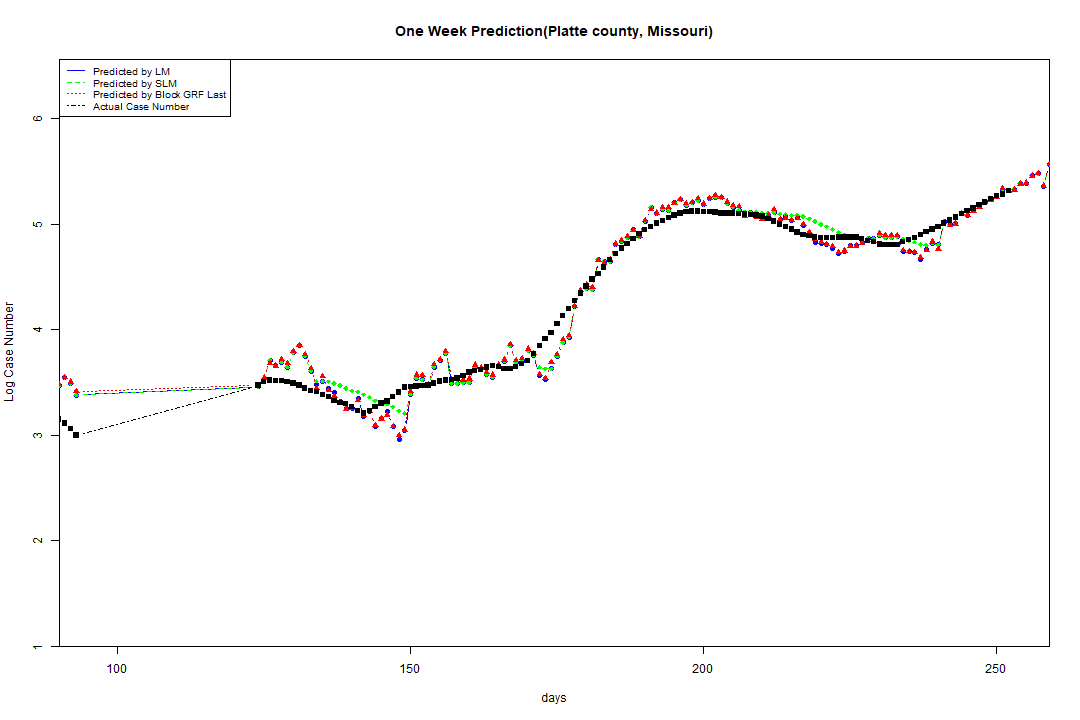 One Week Prediction(Platte county, Missouri)
Predicted by LM
Predicted by SLM
Predicted by Block GRF Last
Actual Case Number
6
5
4
3
2
1
Log Case Number
100 150 200 250
days